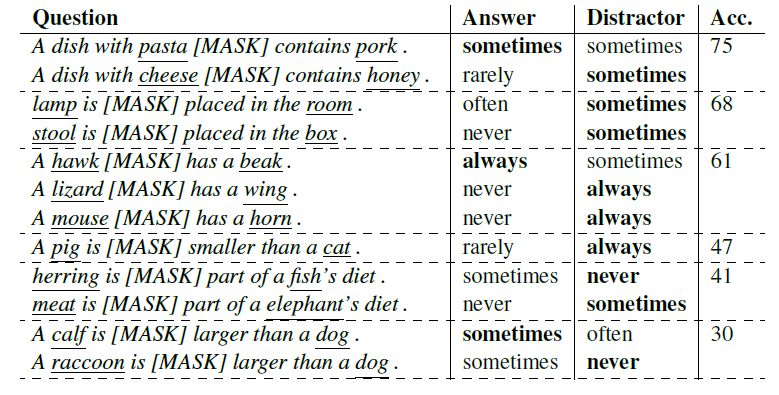 Question Answer Distractor Acc.
A dish with pasta [MASK] contains pork . sometimes sometimes 75
A dish with cheese [MASK] contains honey . rarely sometimes
lamp is [MASK] placed in the room . often sometimes 68
stool is [MASK] placed in the box . never sometimes
A hawk [MASK] has a beak . always sometimes 61
A lizard [MASK] has a wing . never always
A mouse [MASK] has a horn . never always
A pig is [MASK] smaller than a cat . rarely always 47
herring is [MASK] part of a fish's diet . sometimes never 41
meat is [MASK] part of a elephant's diet . never sometimes
A calf is [MASK] larger than a dog . sometimes often 30
A raccoon is [MASK] larger than a dog . sometimes never